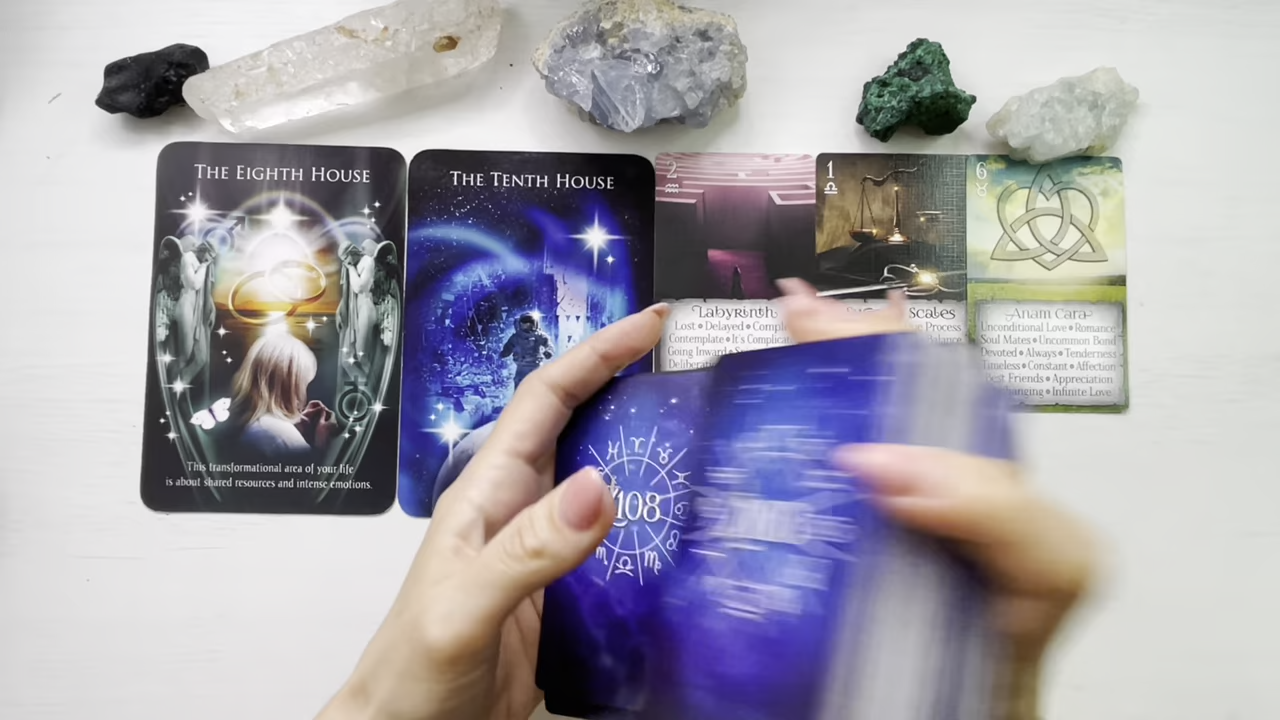 THE EIGHTH HOUSE
This transformational area of your life
is about shared resources and intense emotions.
THE TENTH HOUSE
2
Labyrinth
Lost • Delayed
Contemplate • It's
Going Inward
1
Scales
Process
Balance
6
Anam Cara
Unconditional Love • Romance
Soul Mates • Uncommon Bond
Devoted • Always • Tenderness
Timeless • Constant • Affection
Best Friends • Appreciation
• Infinite Love
108